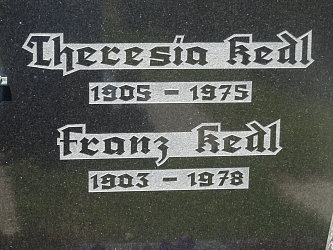 Theresia Kedl
1905 - 1975
Franz Kedl
1903 - 1978